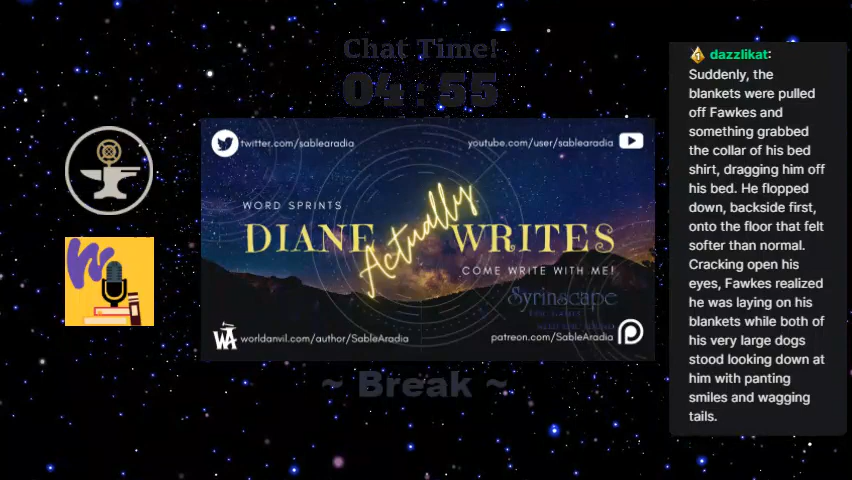 Chat Time!
04:55
twitter.com/sablearadia
youtube.com/user/sablearadia
WORD SPRINTS
DIANE Actually WRITES
COME WRITE WITH ME!
Syrinscape
WA worldanvil.com/author/SableAradia
patreon.com/SableAradia
~ Break ~
dazzlikat:
Suddenly, the
blankets were pulled
off Fawkes and
something grabbed
the collar of his bed
shirt, dragging him off
his bed. He flopped
down, backside first,
onto the floor that felt
softer than normal.
Cracking open his
eyes, Fawkes realized
he was laying on his
blankets while both of
his very large dogs
stood looking down at
him with panting
smiles and wagging
tails.